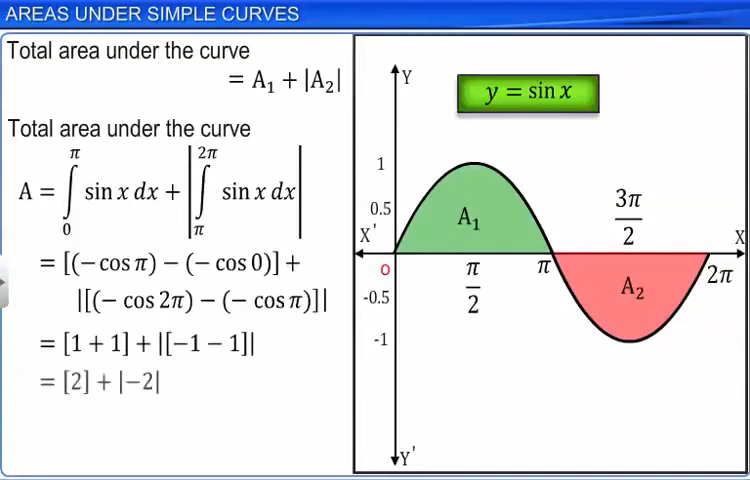 AREAS UNDER SIMPLE CURVES
Total area under the curve
= A₁ + |A₂|
Total area under the curve
A = ∫₀^π sin x dx + |∫_π^2π sin x dx|
= [(− cos π) − (− cos 0)] +
|[(− cos 2π) − (− cos π)]|
= [1 + 1] + |[−1 − 1]|
= [2] + |−2|
Y
y = sin x
1
0.5
A₁
3π/2
X'
X
O
π/2
π
2π
-0.5
A₂
-1
Y'